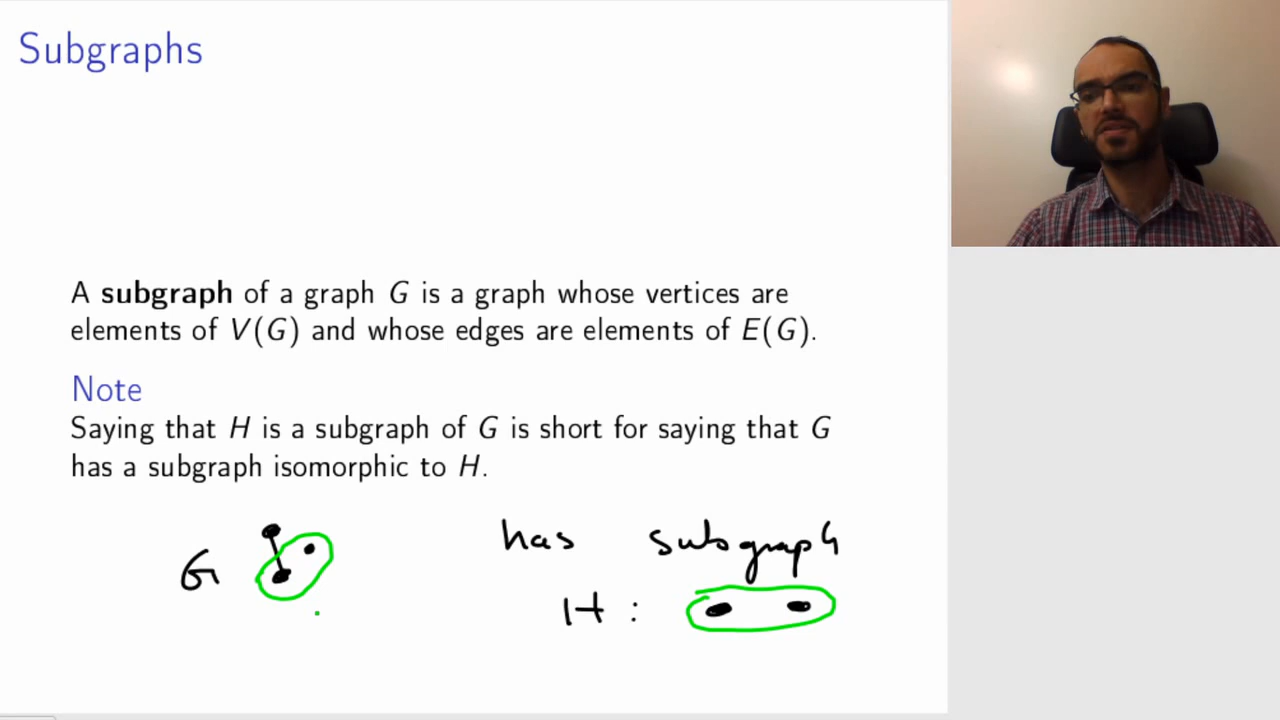 Subgraphs
A subgraph of a graph G is a graph whose vertices are
elements of V(G) and whose edges are elements of E(G).
Note
Saying that H is a subgraph of G is short for saying that G
has a subgraph isomorphic to H.
G has subgraph
H :